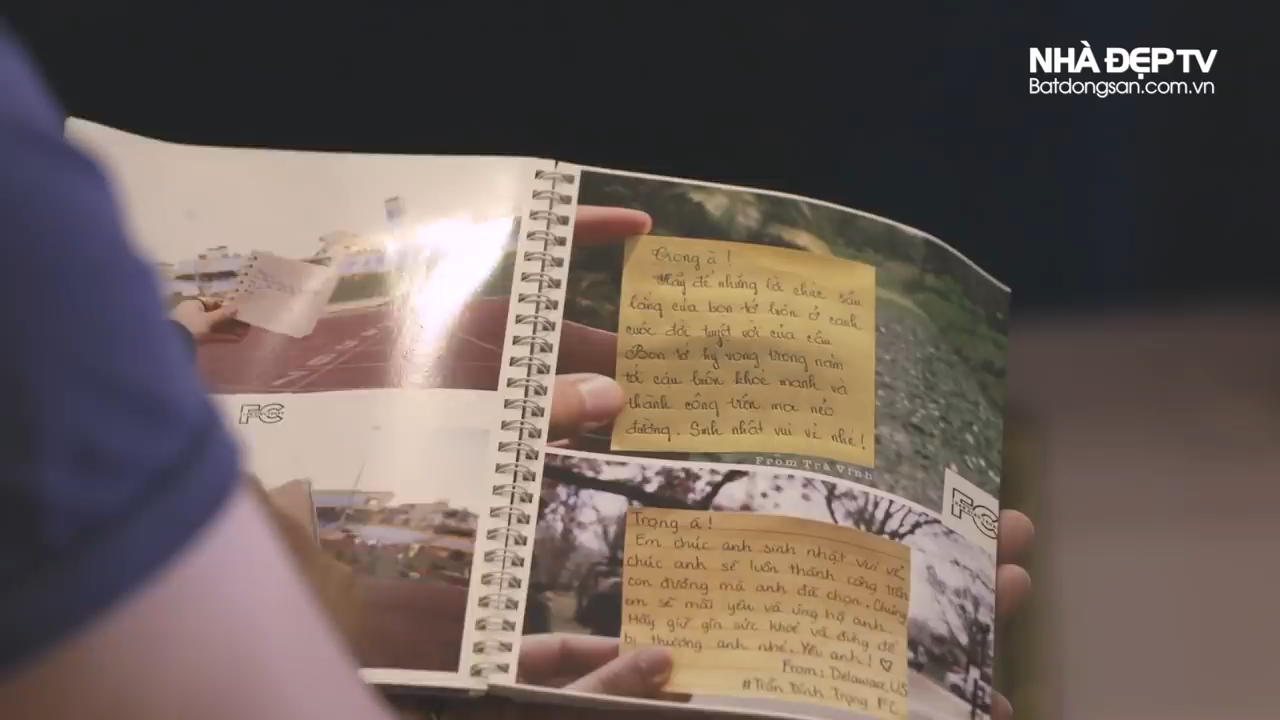 NHÀ ĐẸP TV
Batdongsan.com.vn
Trọng à!
Hãy để những lời chúc sâu
lắng của bọn tớ luôn ở cạnh
cuộc đời tuyệt vời của cậu
Bọn tớ hy vọng trong năm
tới cậu luôn khỏe mạnh và
thành công trên mọi nẻo
đường. Sinh nhật vui vẻ nhé!
From Trà Vinh
FC
FC
Trọng à!
Em chúc anh sinh nhật vui vẻ
chúc anh sẽ luôn thành công trên
con đường mà anh đã chọn. Chúng
em sẽ mãi yêu và ủng hộ anh.
Hãy giữ gìn sức khoẻ và đừng để
bị thương anh nhé. Yêu anh! ♡
From: Delaware, US
#Trần Đình Trọng FC